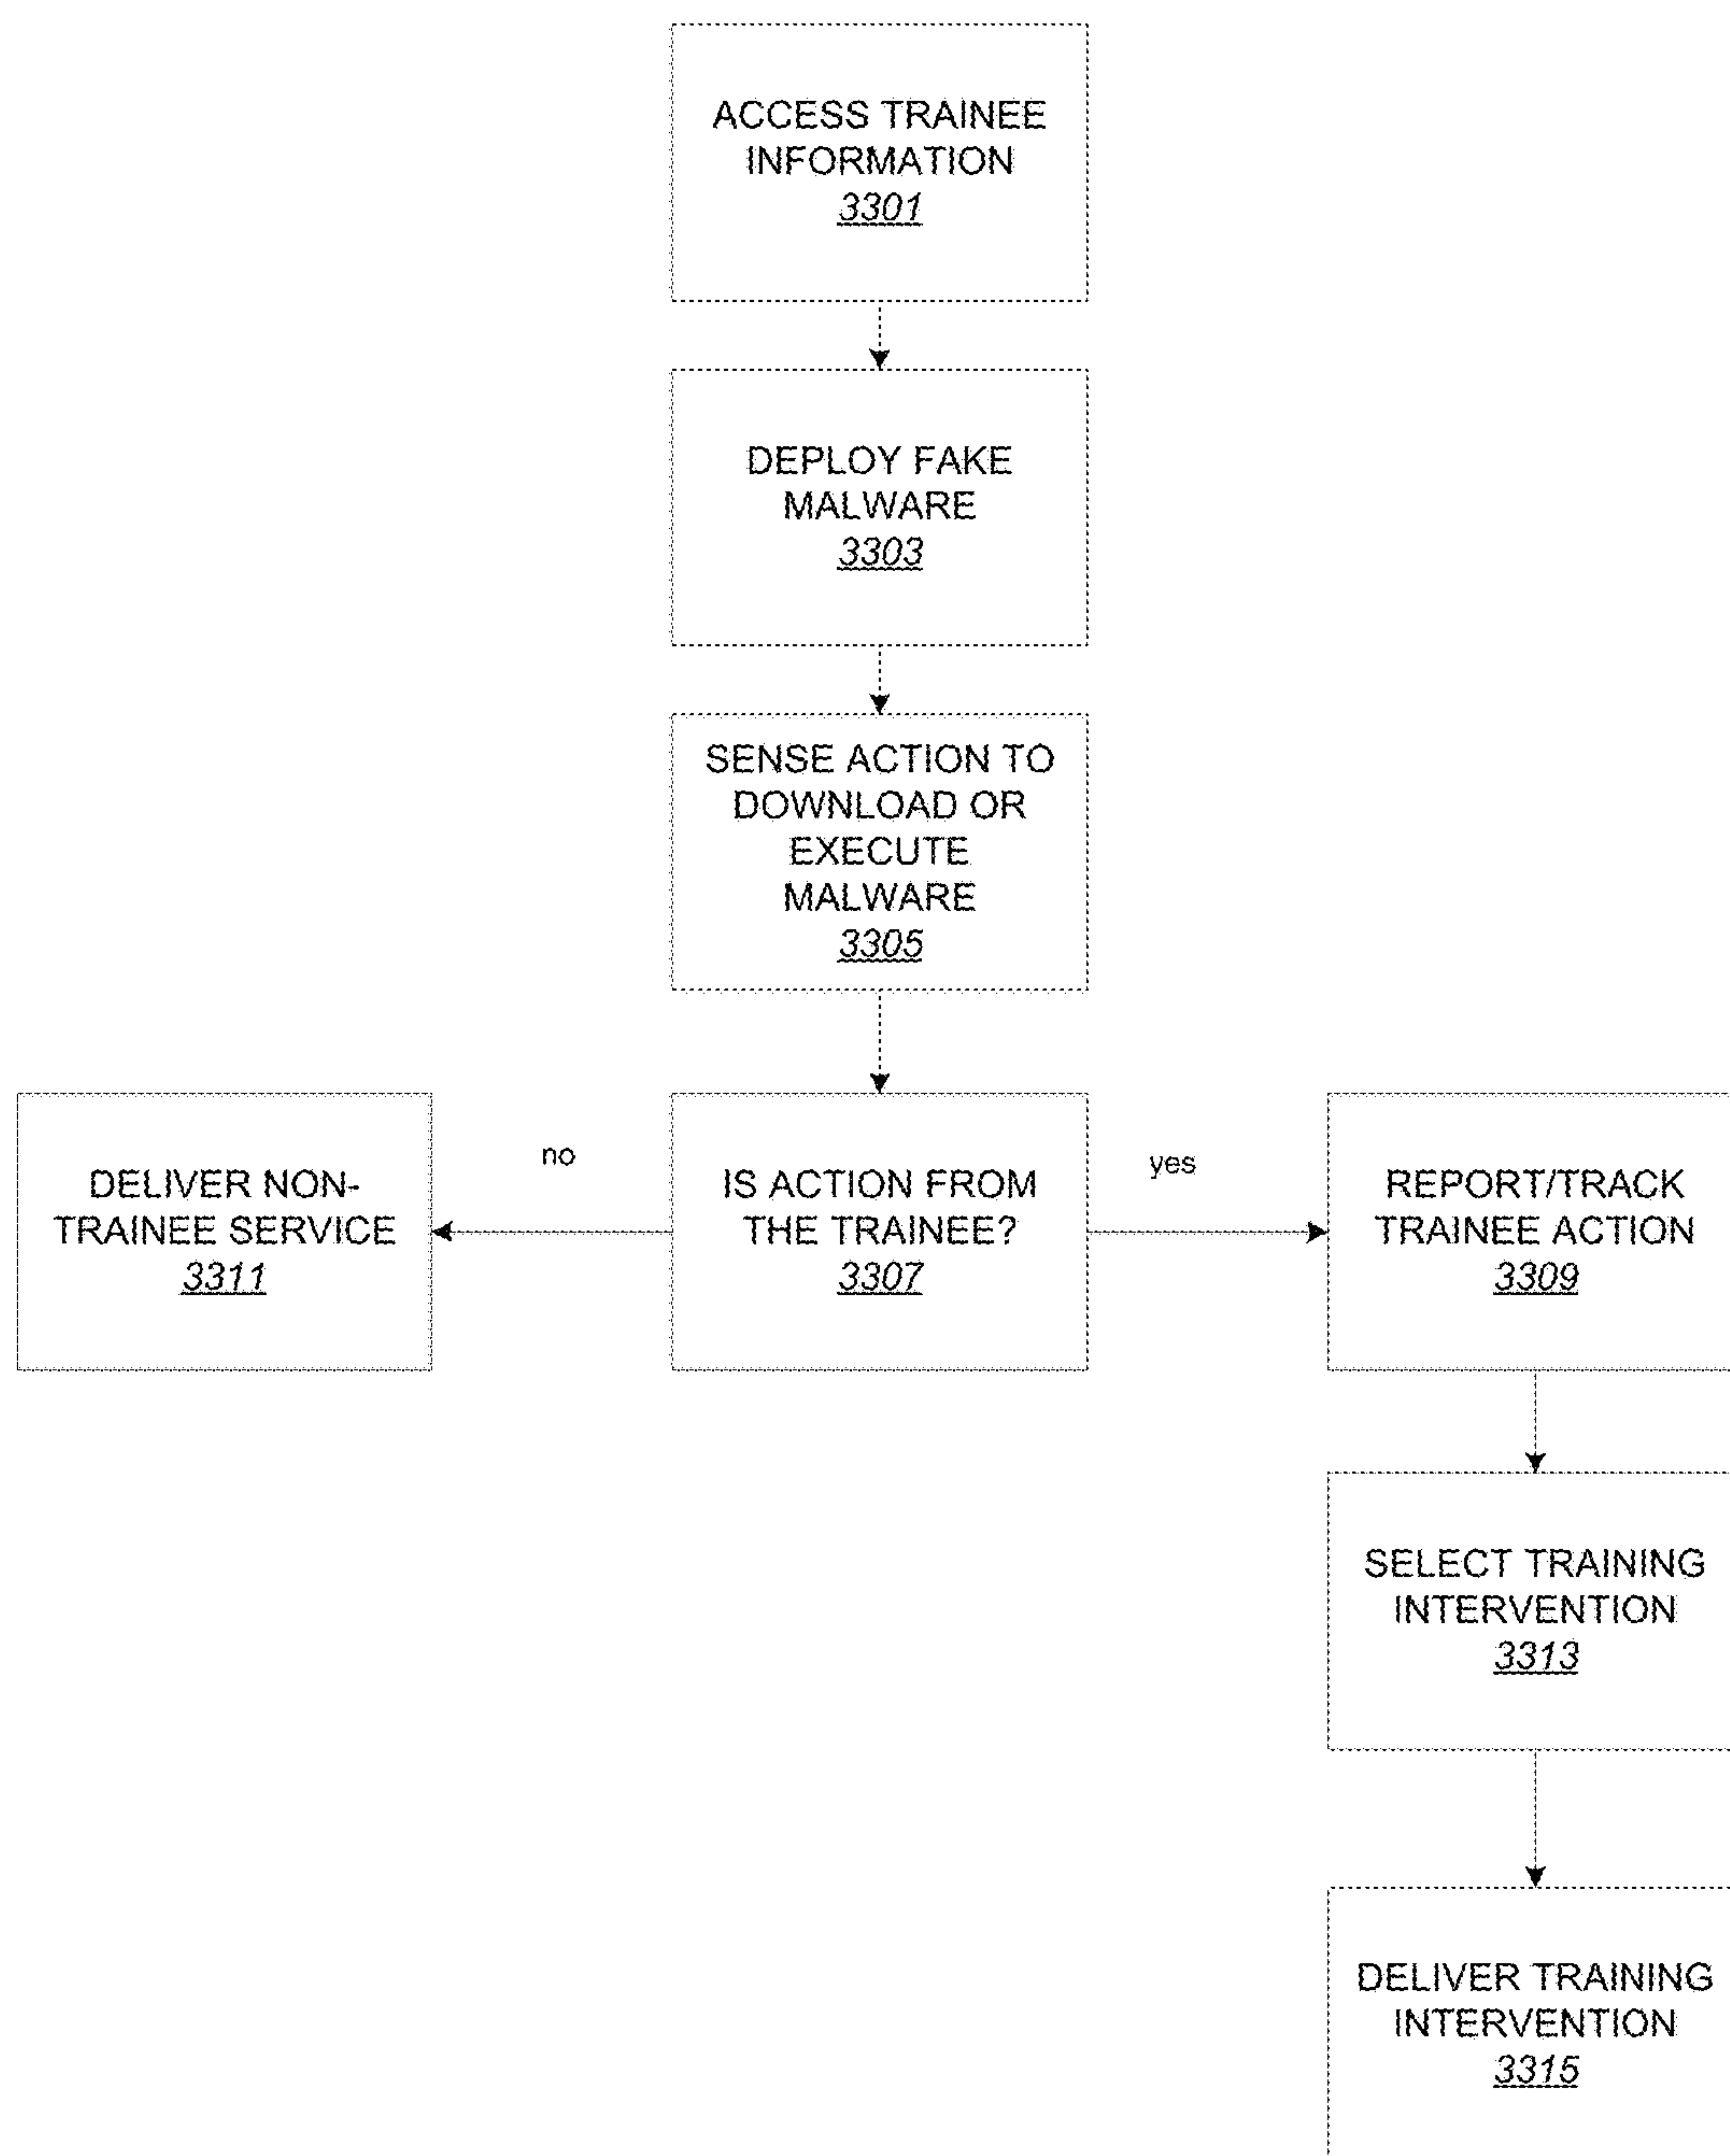 ACCESS TRAINEE
INFORMATION
3301
DEPLOY FAKE
MALWARE
3303
SENSE ACTION TO
DOWNLOAD OR
EXECUTE
MALWARE
3305
DELIVER NON-
TRAINEE SERVICE
3311
no
IS ACTION FROM
THE TRAINEE?
3307
yes
REPORT/TRACK
TRAINEE ACTION
3309
SELECT TRAINING
INTERVENTION
3313
DELIVER TRAINING
INTERVENTION
3315